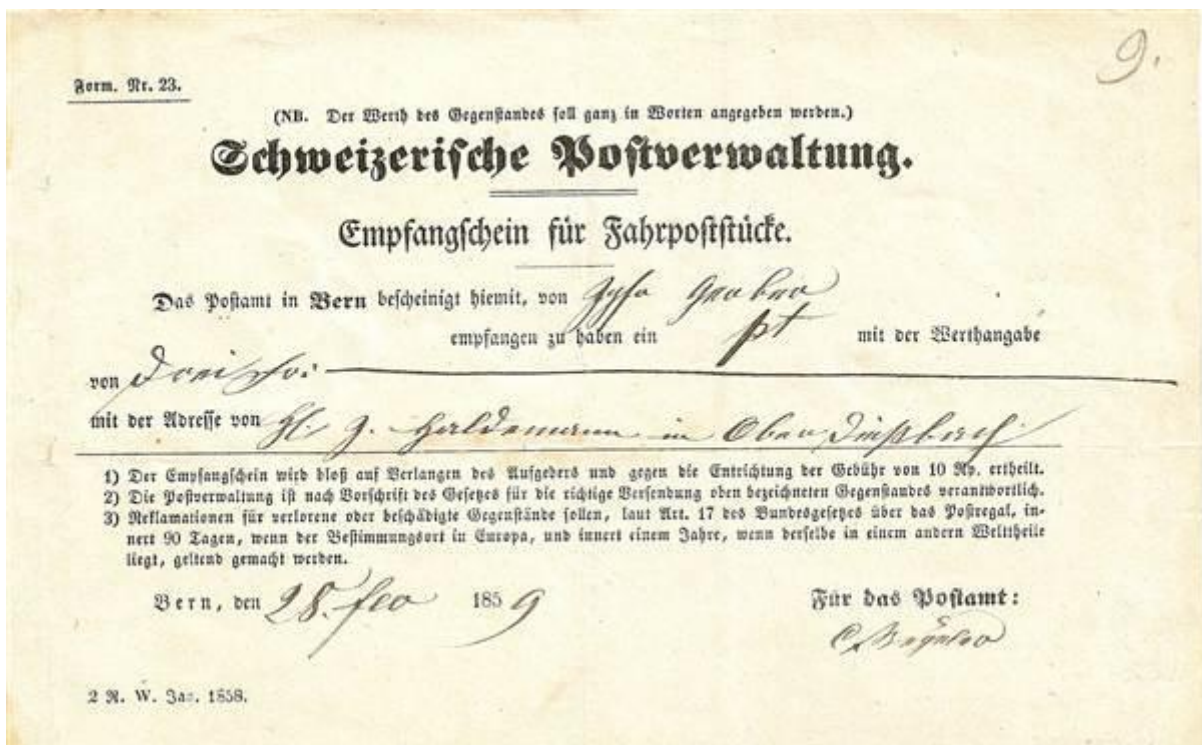 9.
Form. Nr. 23.
(NB. Der Werth des Gegenstandes soll ganz in Worten angegeben werden.)
Schweizerische Postverwaltung.
Empfangschein für Fahrpoststücke.
Das Postamt in Bern bescheinigt hiemit, von
empfangen zu haben ein pt mit der Werthangabe
von Drei
mit der Adresse von J. Haldemann in Ober Dießbach
1) Der Empfangschein wird bloß auf Verlangen des Aufgebers und gegen die Entrichtung der Gebühr von 10 Rp. ertheilt.
2) Die Postverwaltung ist nach Vorschrift des Gesetzes für die richtige Versendung oben bezeichneten Gegenstandes verantwortlich.
3) Reklamationen für verlorene oder beschädigte Gegenstände sollen, laut Art. 17 des Bundesgesetzes über das Postregal, in-
nert 90 Tagen, wenn der Bestimmungsort in Europa, und innert einem Jahre, wenn derselbe in einem andern Welttheile
liegt, geltend gemacht werden.
Bern, den 28. feb 1859 Für das Postamt:
2 R. W. Jan. 1858.